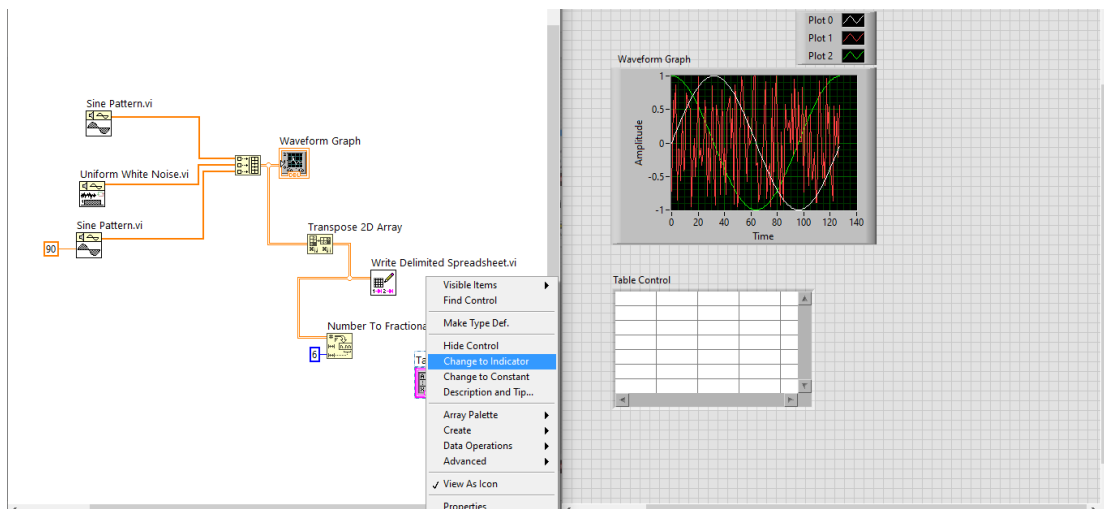 Sine Pattern.vi
Waveform Graph
Uniform White Noise.vi
Sine Pattern.vi
90
Transpose 2D Array
Write Delimited Spreadsheet.vi
Number To Fractiona
6
Ta
Visible Items
Find Control
Make Type Def.
Hide Control
Change to Indicator
Change to Constant
Description and Tip...
Array Palette
Create
Data Operations
Advanced
View As Icon
Properties
Plot 0
Plot 1
Plot 2
Waveform Graph
Amplitude
1
0.5
0
-0.5
-1
0 20 40 60 80 100 120 140
Time
Table Control